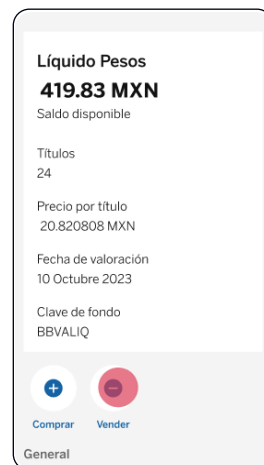 Líquido Pesos
419.83 MXN
Saldo disponible
Títulos
24
Precio por título
20.820808 MXN
Fecha de valoración
10 Octubre 2023
Clave de fondo
BBVALIQ
Comprar Vender
General